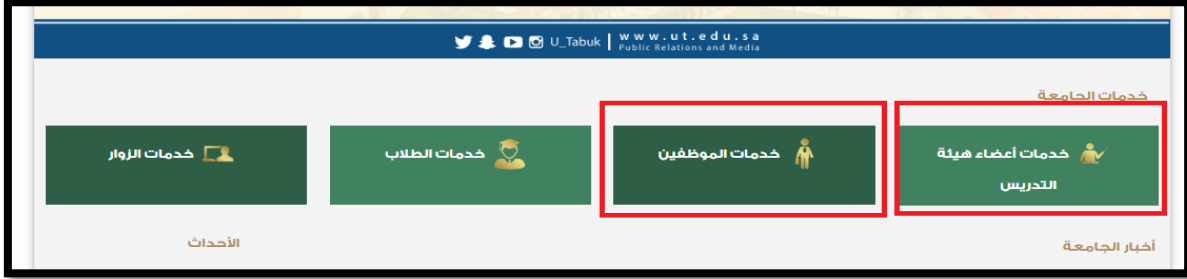 U_Tabuk | www.ut.edu.sa
Public Relations and Media
خدمات الجامعة
خدمات أعضاء هيئة
التدريس
خدمات الموظفين
خدمات الطلاب
خدمات الزوار
أخبار الجامعة
الأحداث